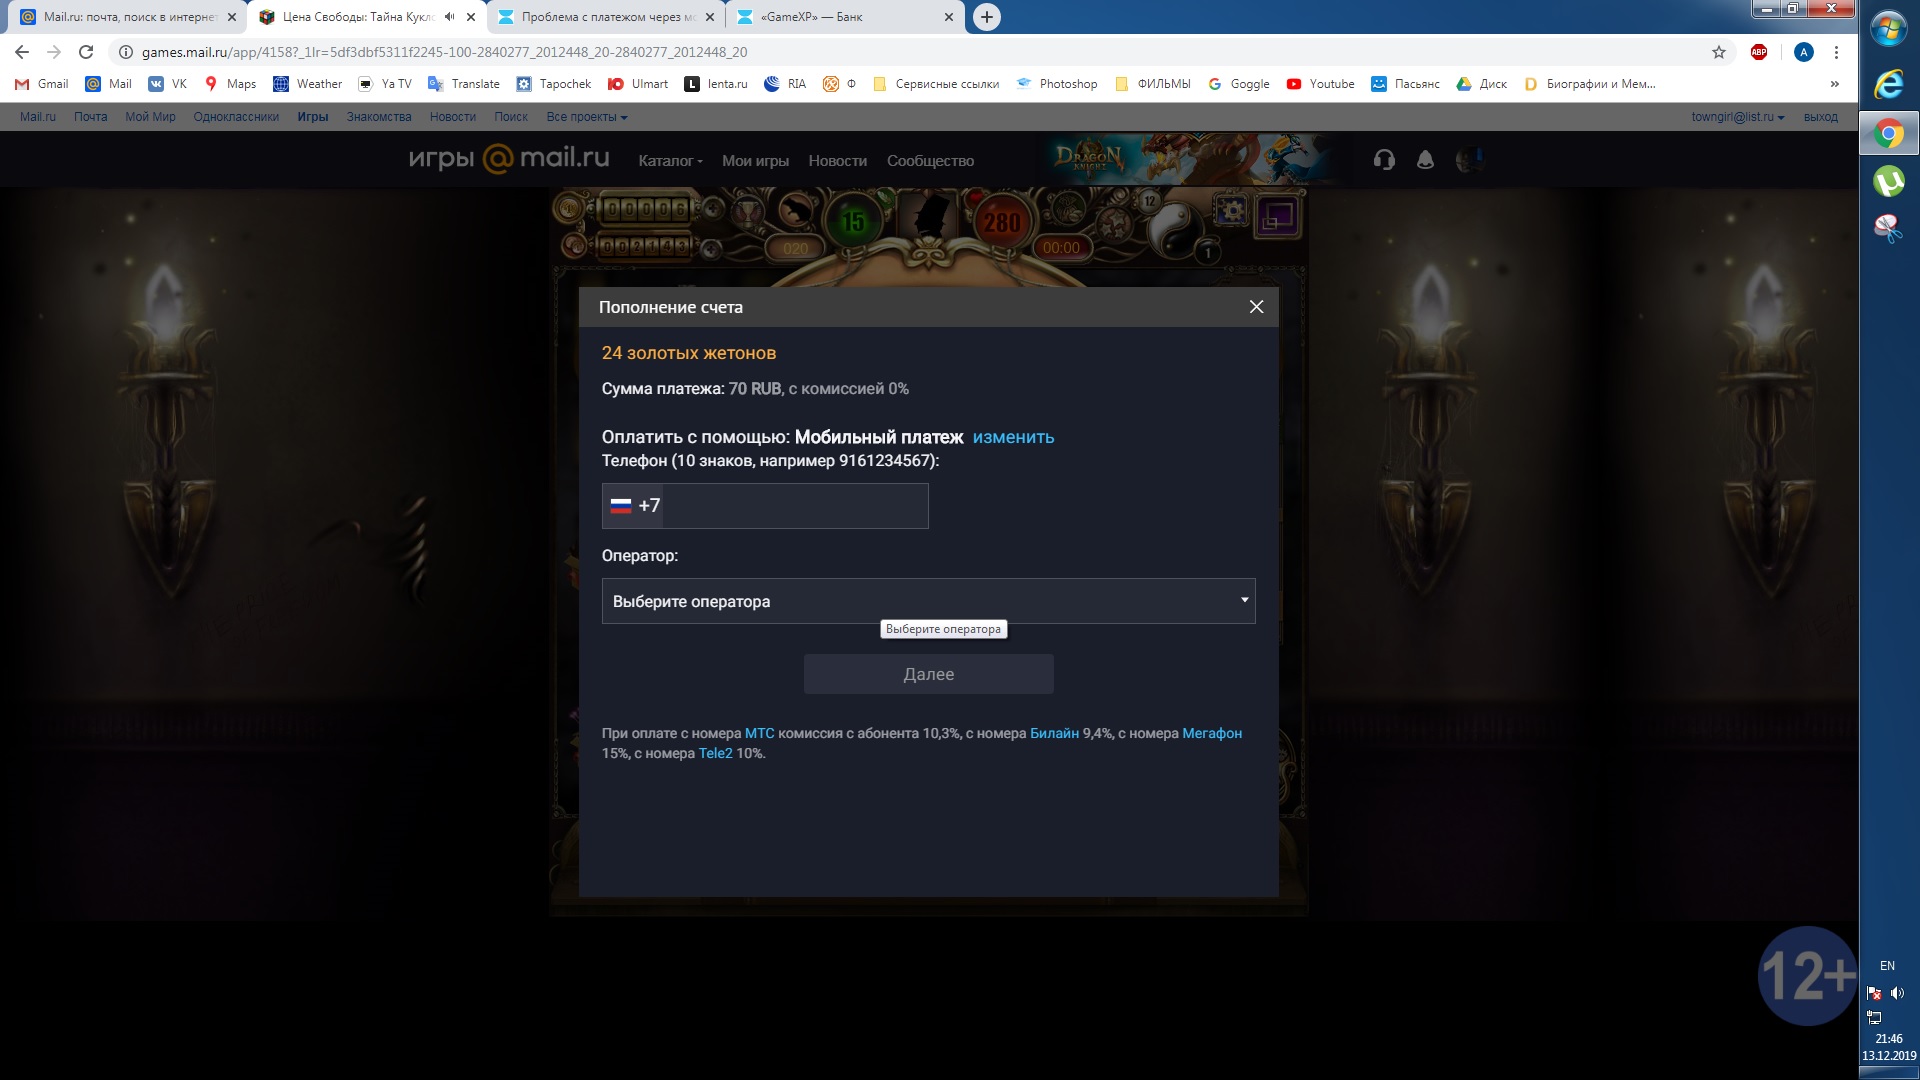 Mail.ru: почта, поиск в интернет
Цена Свободы: Тайна Кукло
Проблема с платежом через мо
«GameXP» — Банк
games.mail.ru/app/4158?_1lr=5df3dbf5311f2245-100-2840277_2012448_20-2840277_2012448_20
ABP
A
Gmail
Mail
VK
Maps
Weather
Ya TV
Translate
Tapochek
Ulmart
lenta.ru
RIA
Ф
Сервисные ссылки
Photoshop
ФИЛЬМЫ
Goggle
Youtube
Пасьянс
Диск
Биографии и Мем...
»
Mail.ru
Почта
Мой Мир
Одноклассники
Игры
Знакомства
Новости
Поиск
Все проекты
towngirl@list.ru
выход
игры @ mail.ru
Каталог
Мои игры
Новости
Сообщество
DRAGON
KNIGHT
00006
002143
020
15
280
00:00
12
1
Пополнение счета
24 золотых жетонов
Сумма платежа: 70 RUB, с комиссией 0%
Оплатить с помощью: Мобильный платеж изменить
Телефон (10 знаков, например 9161234567):
+7
Оператор:
Выберите оператора
Выберите оператора
Далее
При оплате с номера МТС комиссия с абонента 10,3%, с номера Билайн 9,4%, с номера Мегафон
15%, с номера Tele2 10%.
12+
EN
21:46
13.12.2019